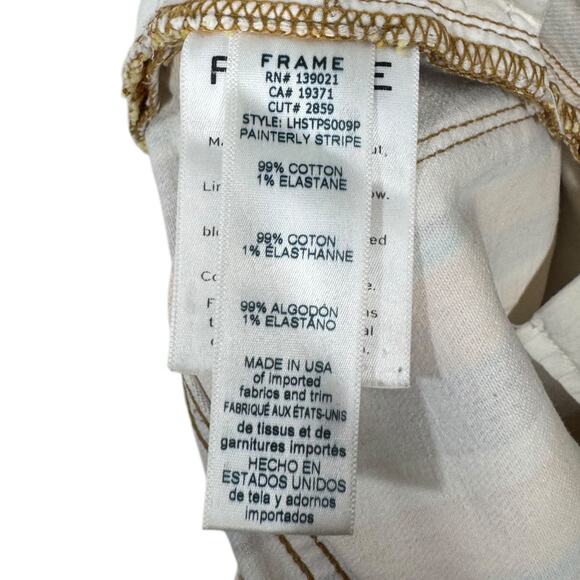 FRAME
RN# 139021
CA# 19371
CUT# 2859
STYLE: LHSTPS009P
PAINTERLY STRIPE
99% COTTON
1% ELASTANE
99% COTON
1% ÉLASTHANNE
99% ALGODÓN
1% ELASTANO
MADE IN USA
of imported
fabrics and trim
FABRIQUÉ AUX ÉTATS-UNIS
de tissus et de
garnitures importés
HECHO EN
ESTADOS UNIDOS
de tela y adornos
importados